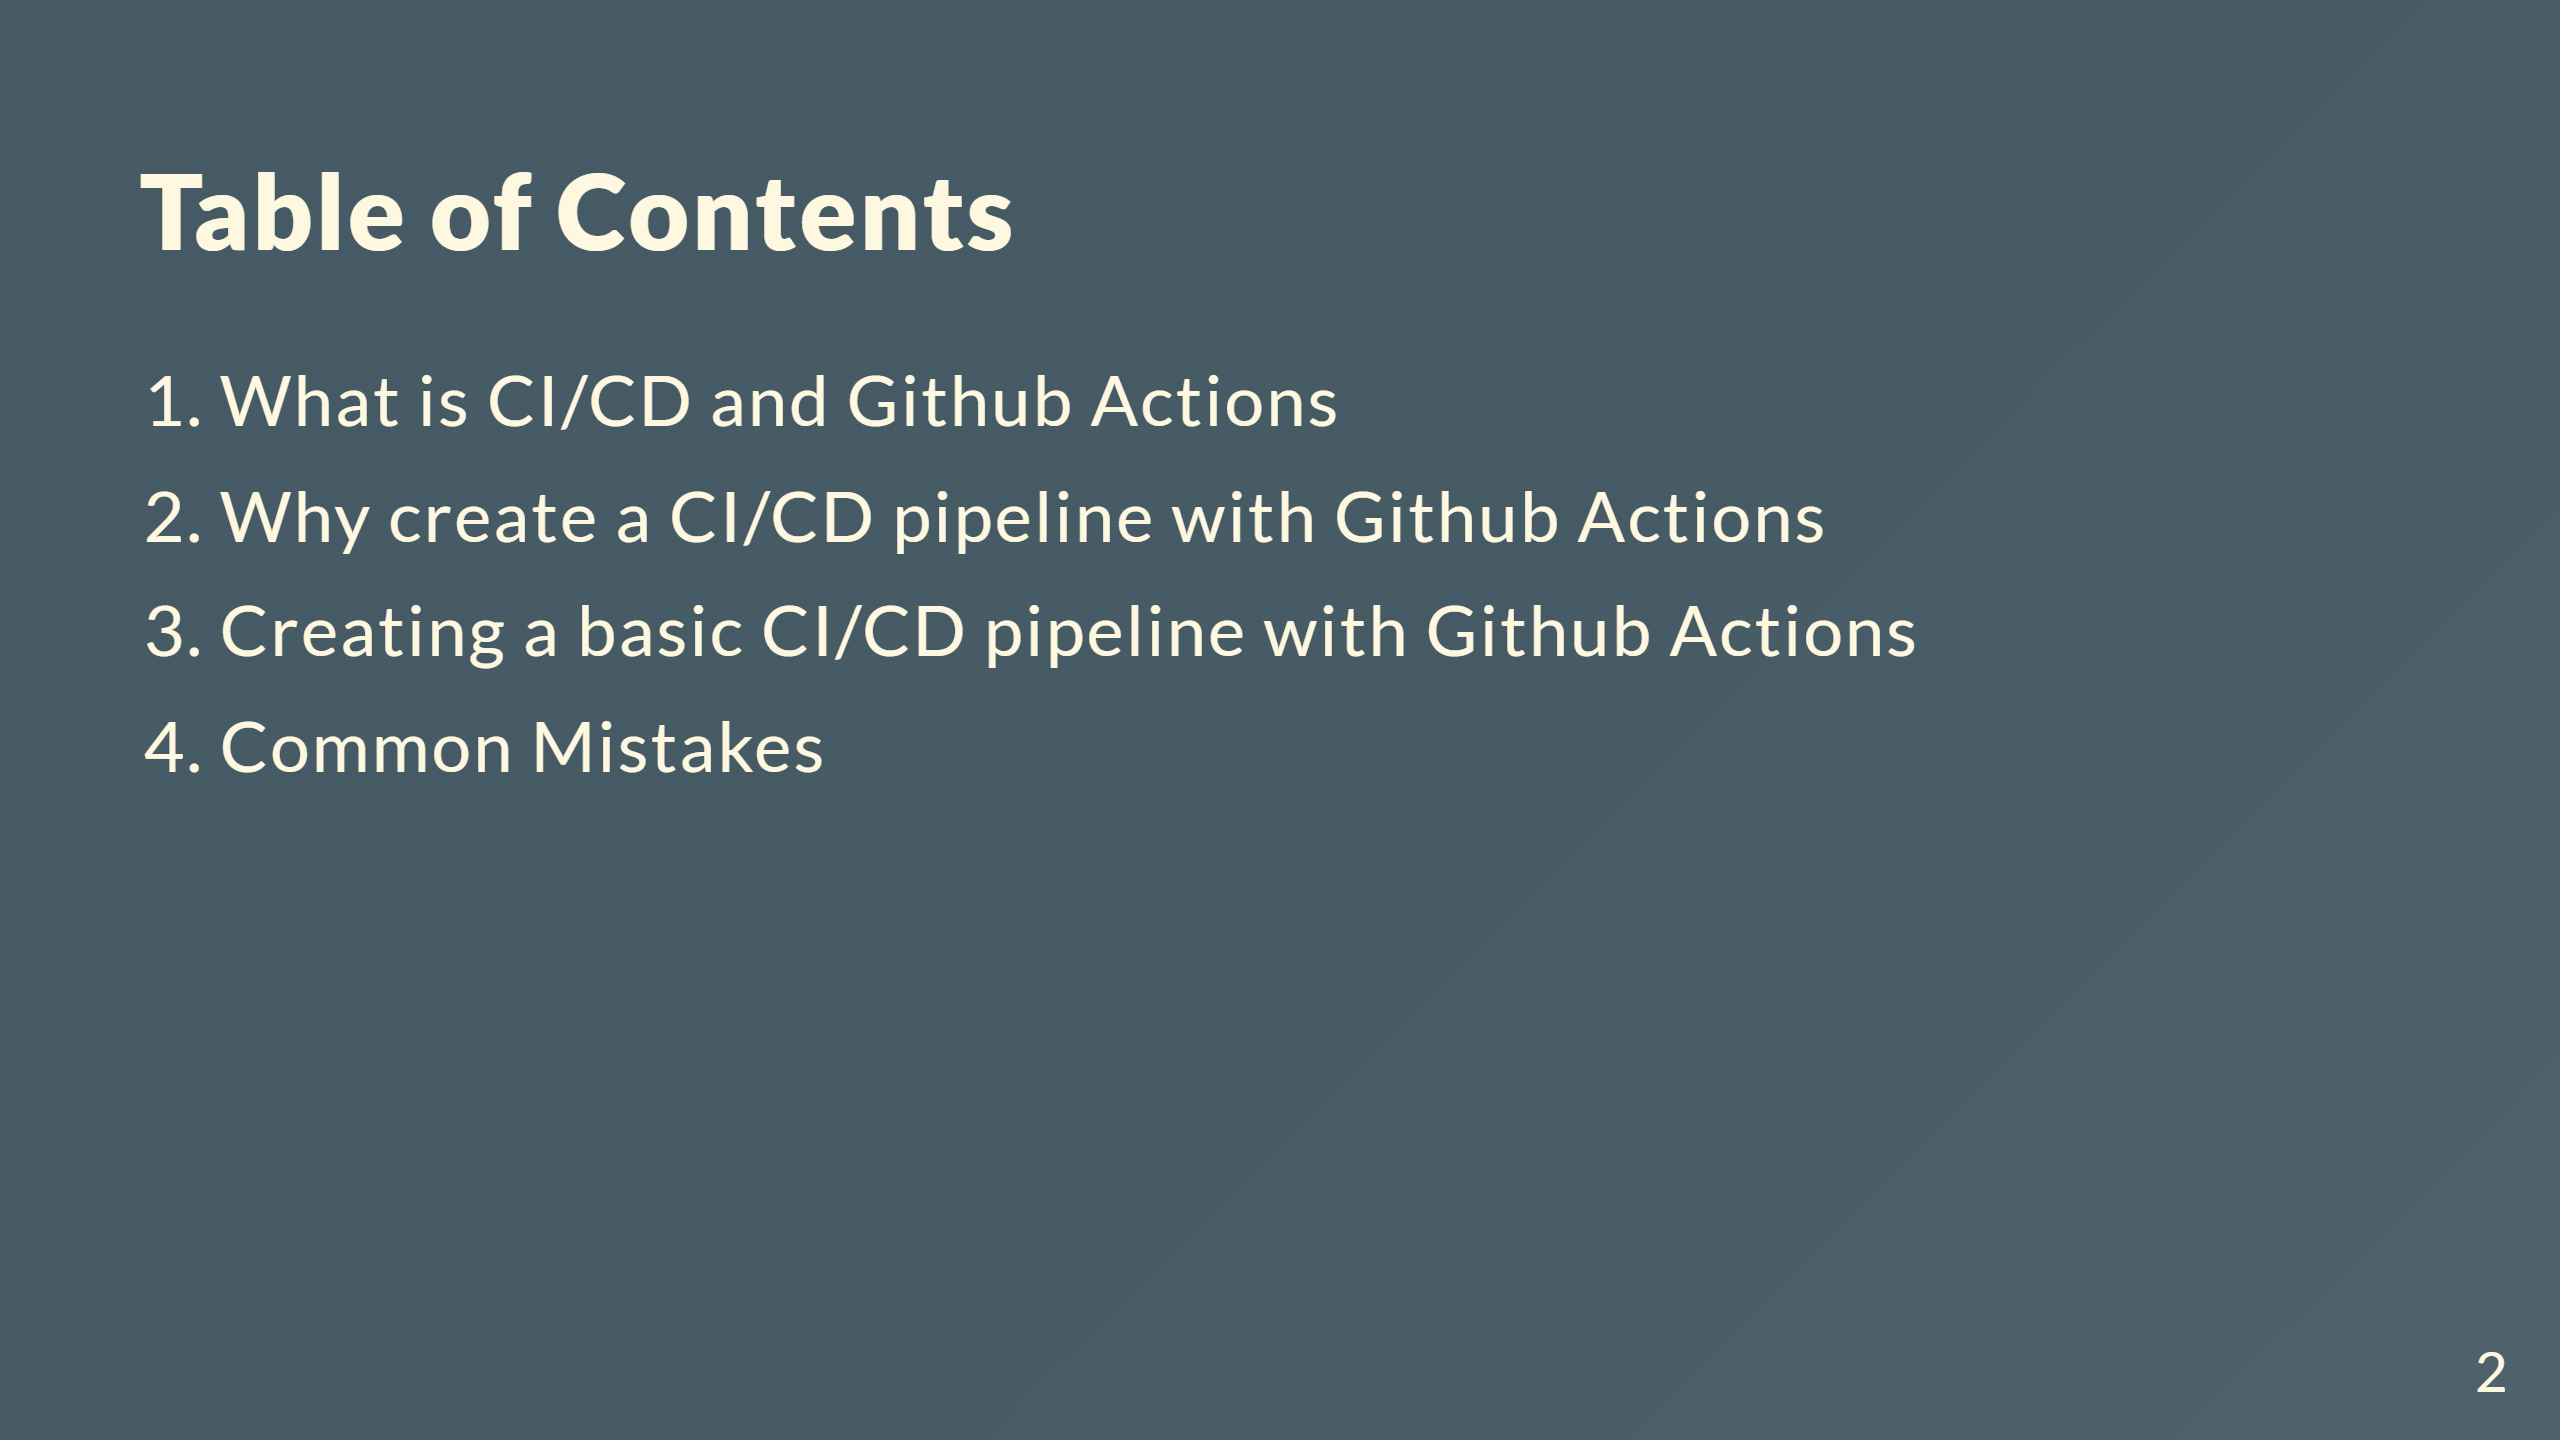 Table of Contents
1. What is CI/CD and Github Actions
2. Why create a CI/CD pipeline with Github Actions
3. Creating a basic CI/CD pipeline with Github Actions
4. Common Mistakes
2